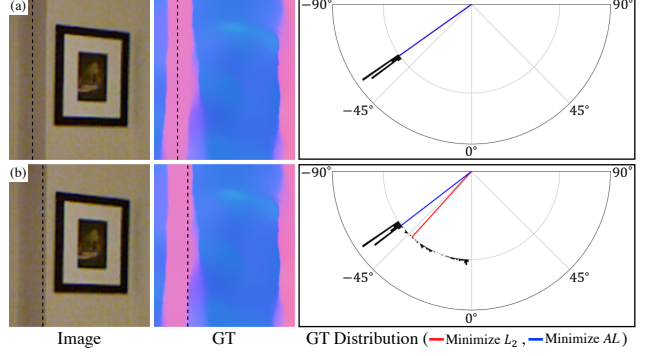 (a)
−90° 90°
−45° 45°
0°
(b)
−90° 90°
−45° 45°
0°
Image GT GT Distribution ( Minimize L₂ , Minimize AL)